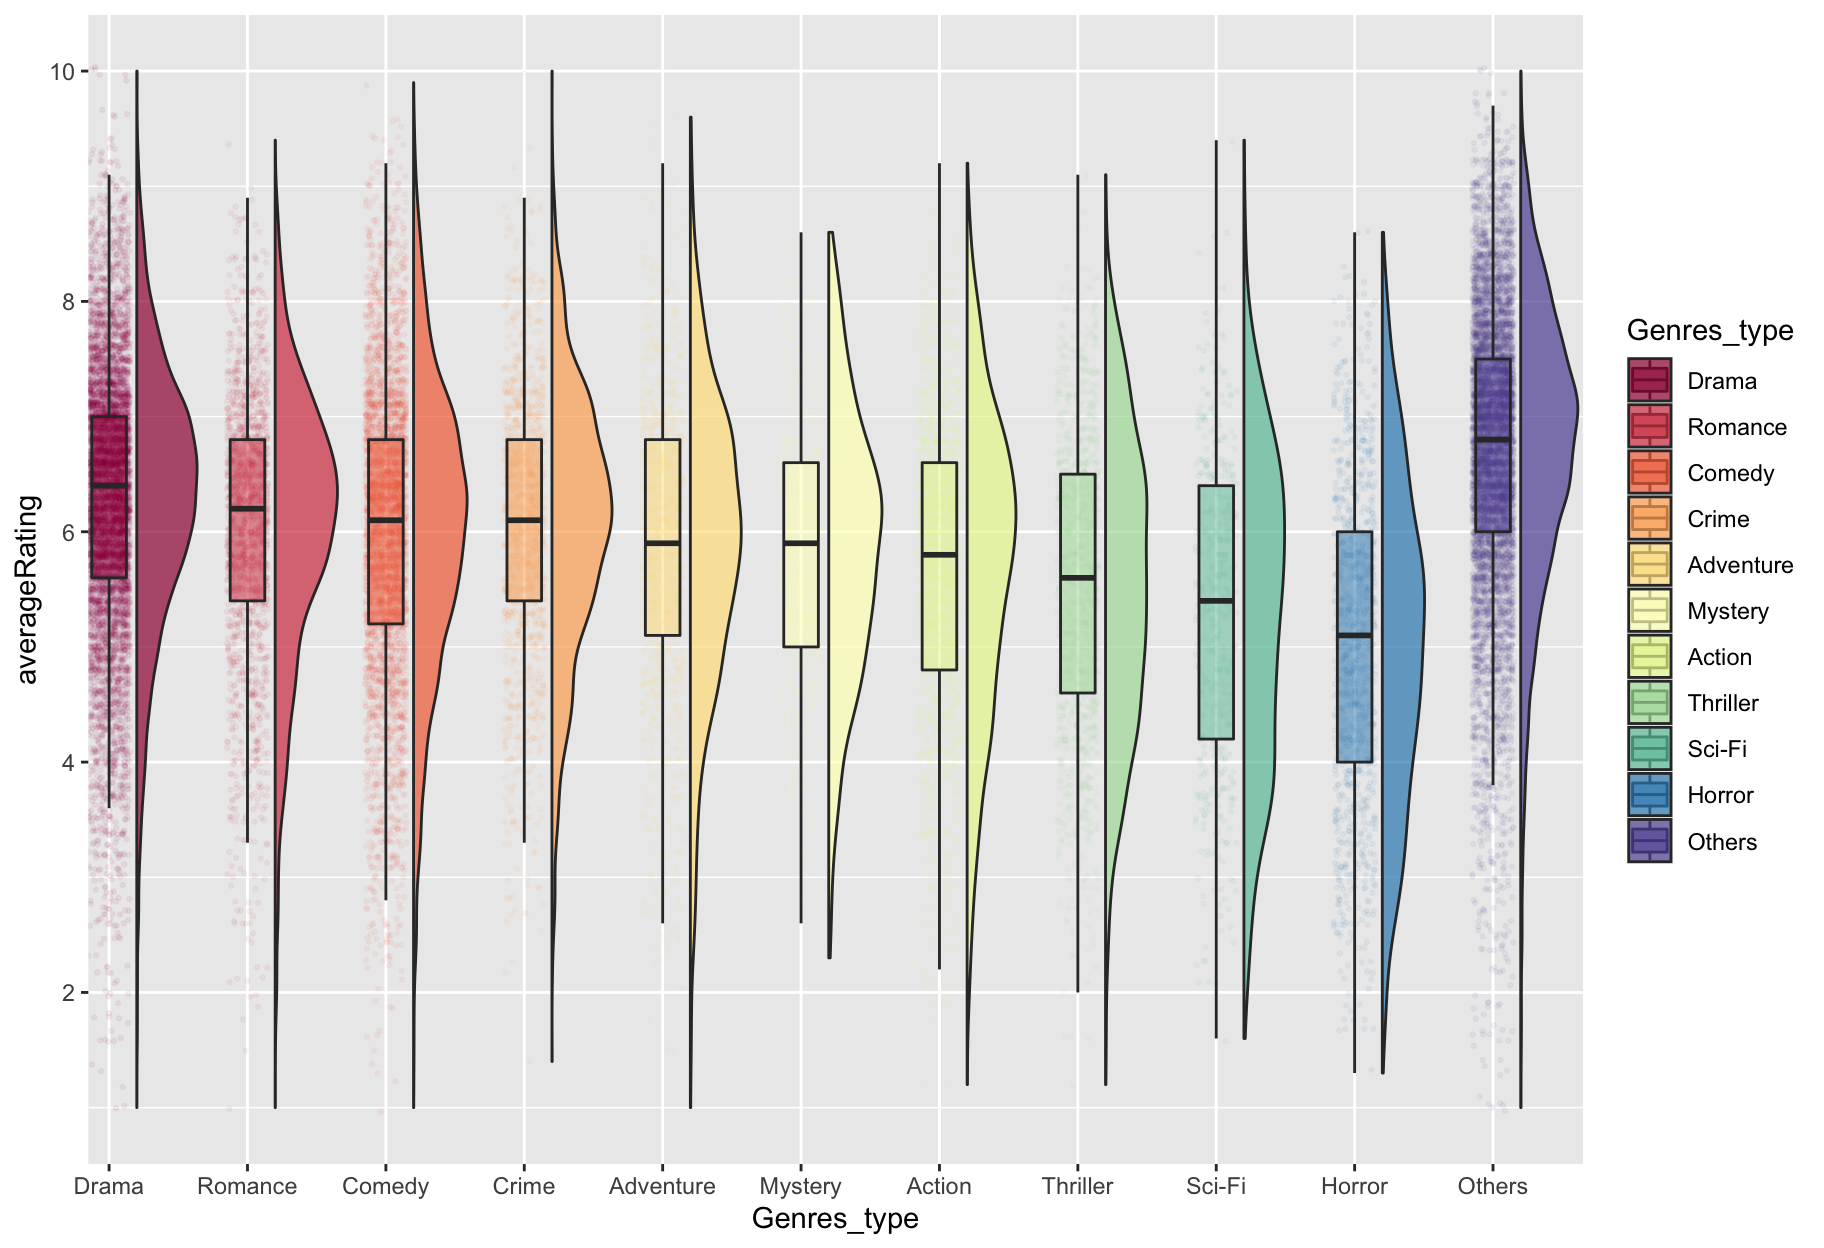 averageRating
10
8
6
4
2
Drama Romance Comedy Crime Adventure Mystery Action Thriller Sci-Fi Horror Others
Genres_type
Genres_type
Drama
Romance
Comedy
Crime
Adventure
Mystery
Action
Thriller
Sci-Fi
Horror
Others